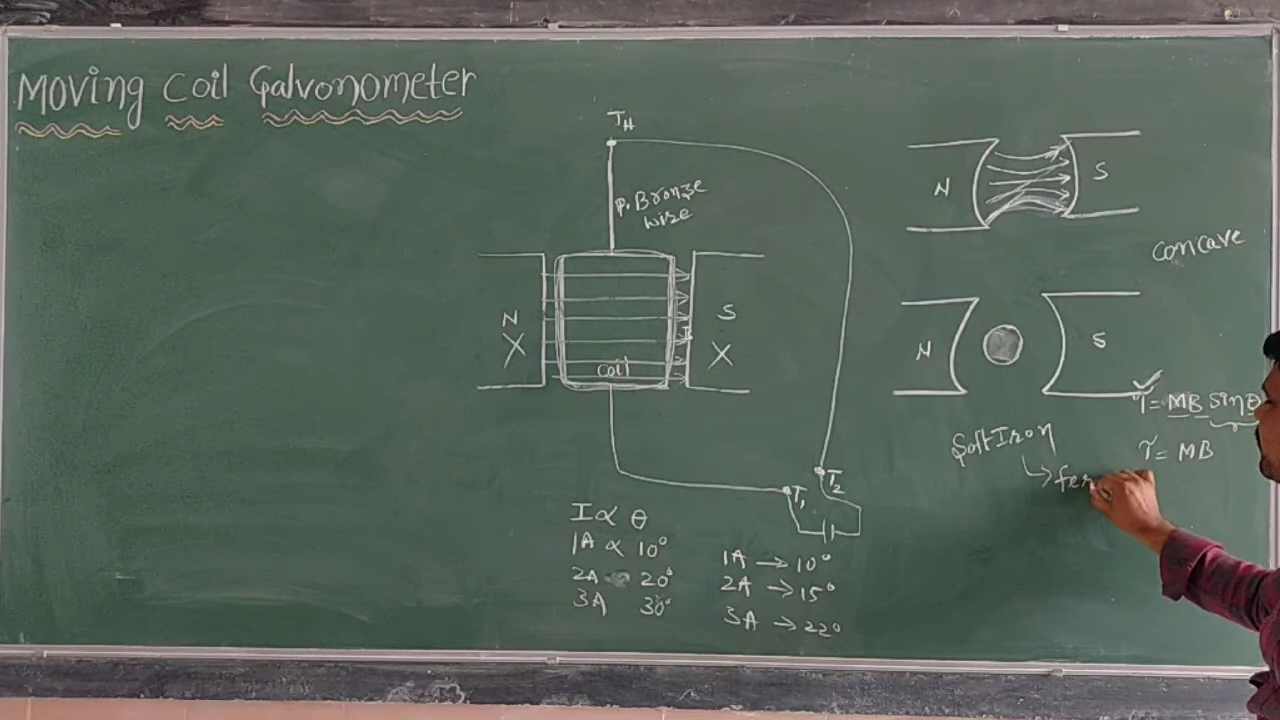 Moving Coil Galvonometer
TH
P. Bronze
wire
N
S
B
X
X
coil
T1
T2
I ∝ θ
1A ∝ 10°
2A 20°
3A 30°
1A → 10°
2A → 15°
3A → 22°
N
S
concave
N
S
τ = MB sinθ
τ = MB
Soft Iron
↳ fer